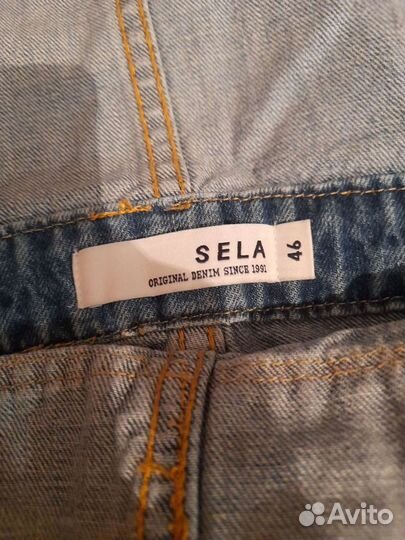 SELA
ORIGINAL DENIM SINCE 1991
46
Avito